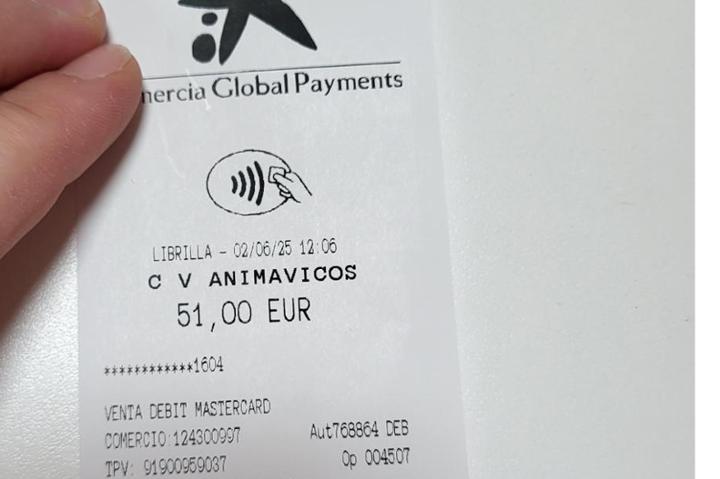 mercia Global Payments
LIBRILLA - 02/06/25 12:06
C V ANIMAVICOS
51,00 EUR
************1604
VENTA DEBIT MASTERCARD
COMERCIO:124300997 Aut768864 DEB
TPV: 91900959037 Op 004507